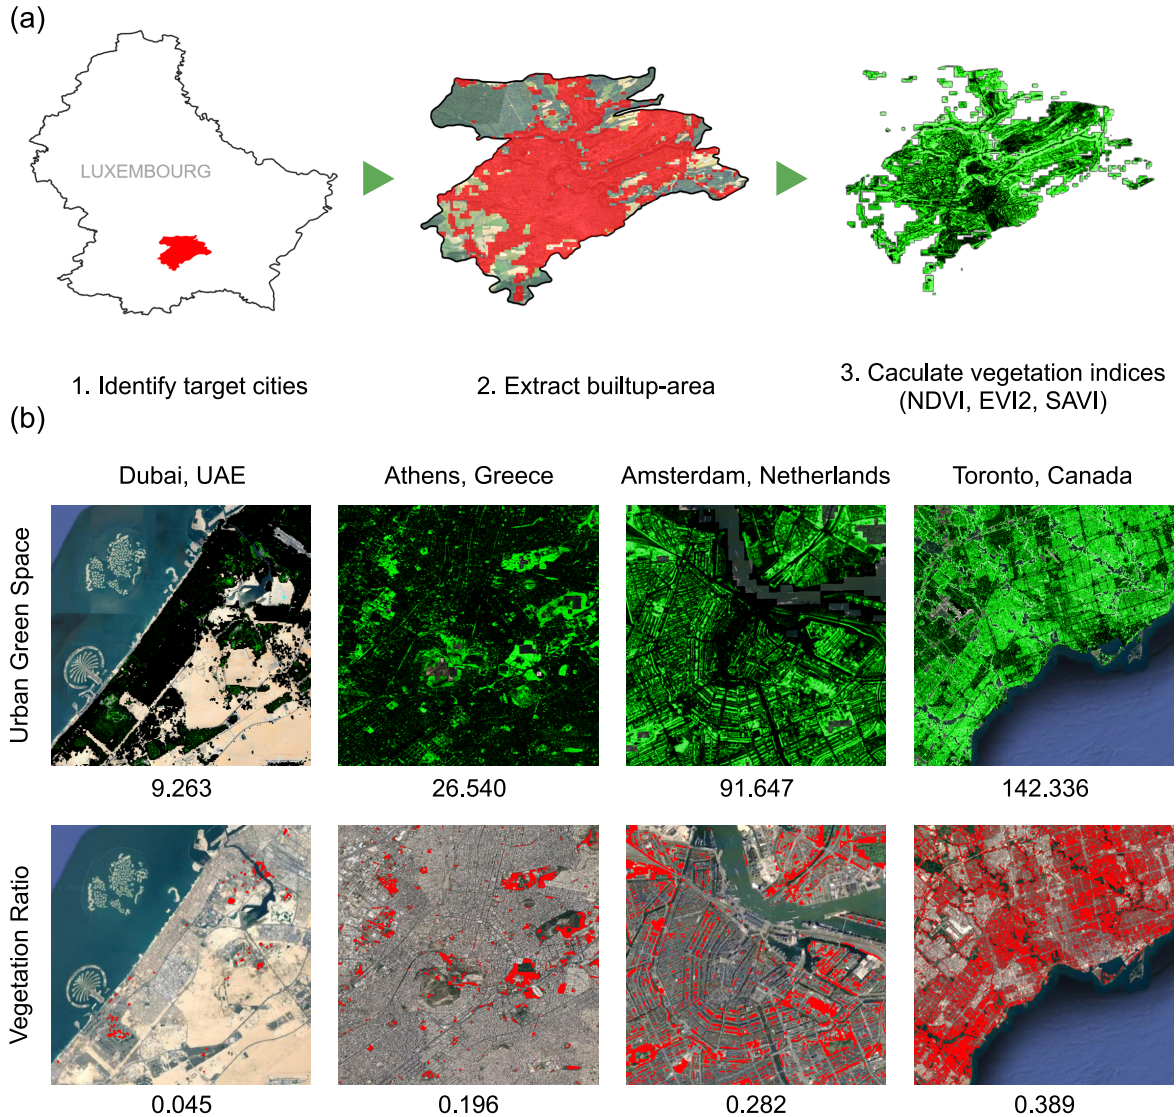 (a)
LUXEMBOURG
1. Identify target cities
2. Extract builtup-area
3. Caculate vegetation indices
(NDVI, EVI2, SAVI)
(b)
Dubai, UAE
Athens, Greece
Amsterdam, Netherlands
Toronto, Canada
Urban Green Space
9.263
26.540
91.647
142.336
Vegetation Ratio
0.045
0.196
0.282
0.389